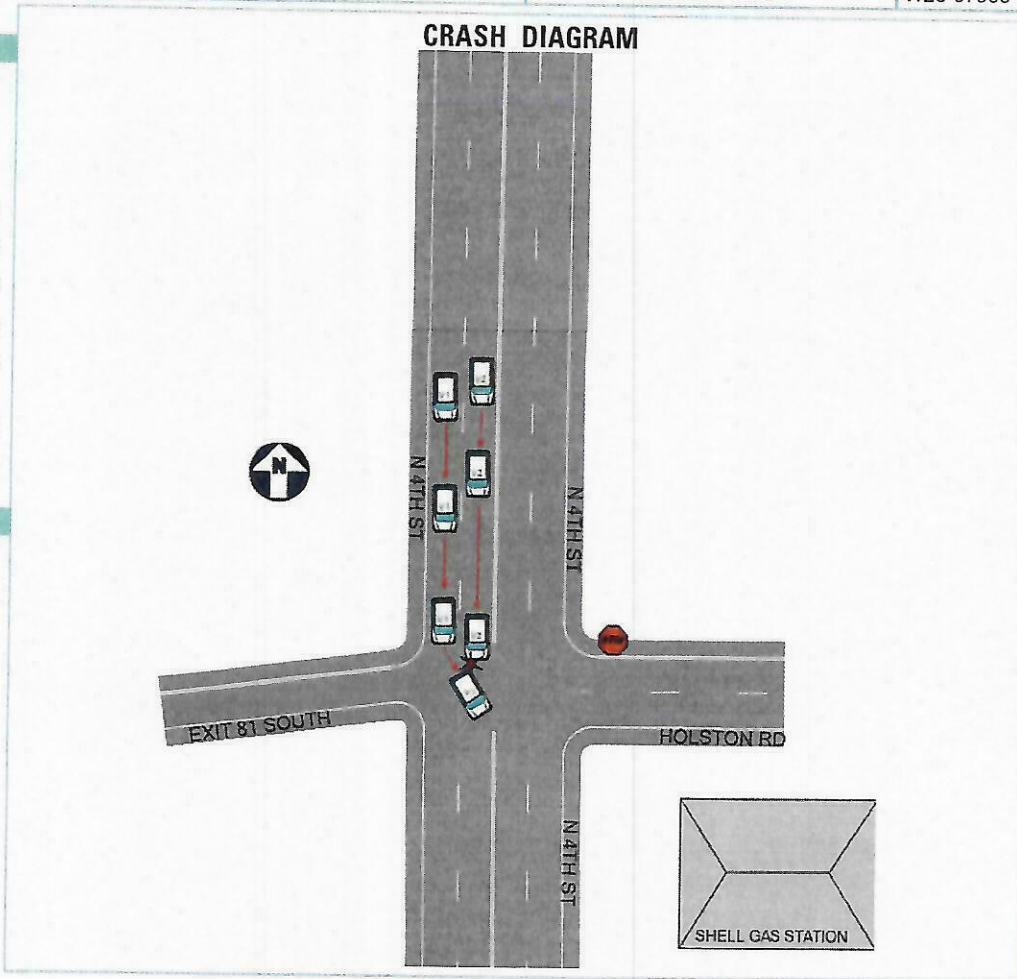 CRASH DIAGRAM
N
N 4TH ST
N 4TH ST
EXIT 81 SOUTH
HOLSTON RD
N 4TH ST
SHELL GAS STATION